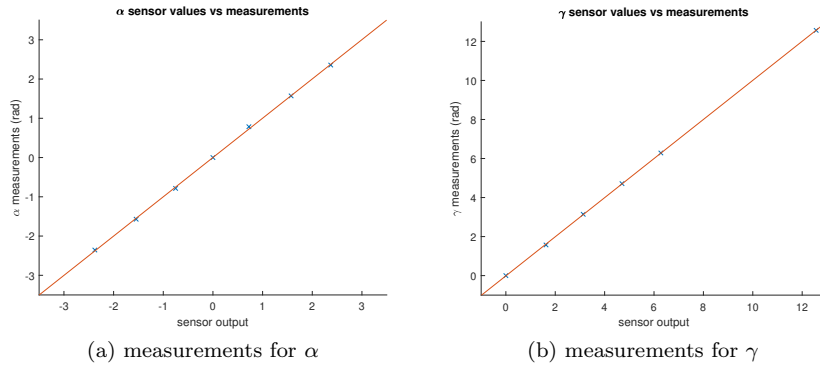 α sensor values vs measurements
3
2
1
0
-1
-2
-3
α measurements (rad)
-3 -2 -1 0 1 2 3
sensor output
(a) measurements for α
γ sensor values vs measurements
12
10
8
6
4
2
0
γ measurements (rad)
0 2 4 6 8 10 12
sensor output
(b) measurements for γ